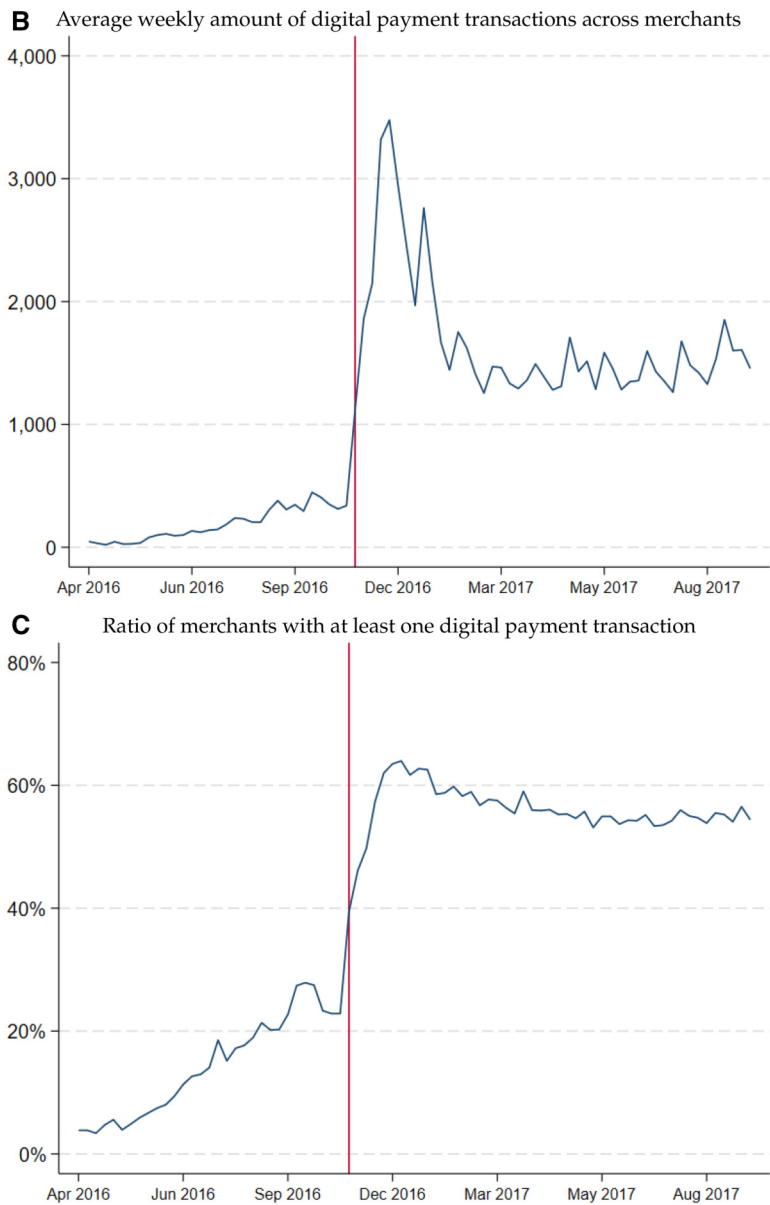 B Average weekly amount of digital payment transactions across merchants
4,000
3,000
2,000
1,000
0
Apr 2016 Jun 2016 Sep 2016 Dec 2016 Mar 2017 May 2017 Aug 2017
C Ratio of merchants with at least one digital payment transaction
80%
60%
40%
20%
0%
Apr 2016 Jun 2016 Sep 2016 Dec 2016 Mar 2017 May 2017 Aug 2017